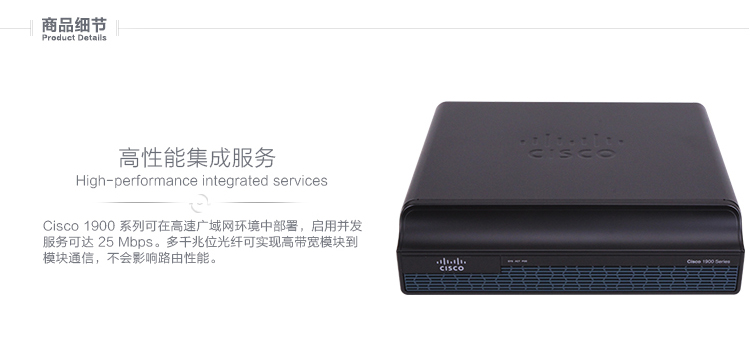 商品细节
Product Details
高性能集成服务
High-performance integrated services
Cisco 1900 系列可在高速广域网环境中部署，启用并发
服务可达 25 Mbps。多千兆位光纤可实现高带宽模块到
模块通信，不会影响路由性能。
CISCO
CISCO
Cisco 1900 Series